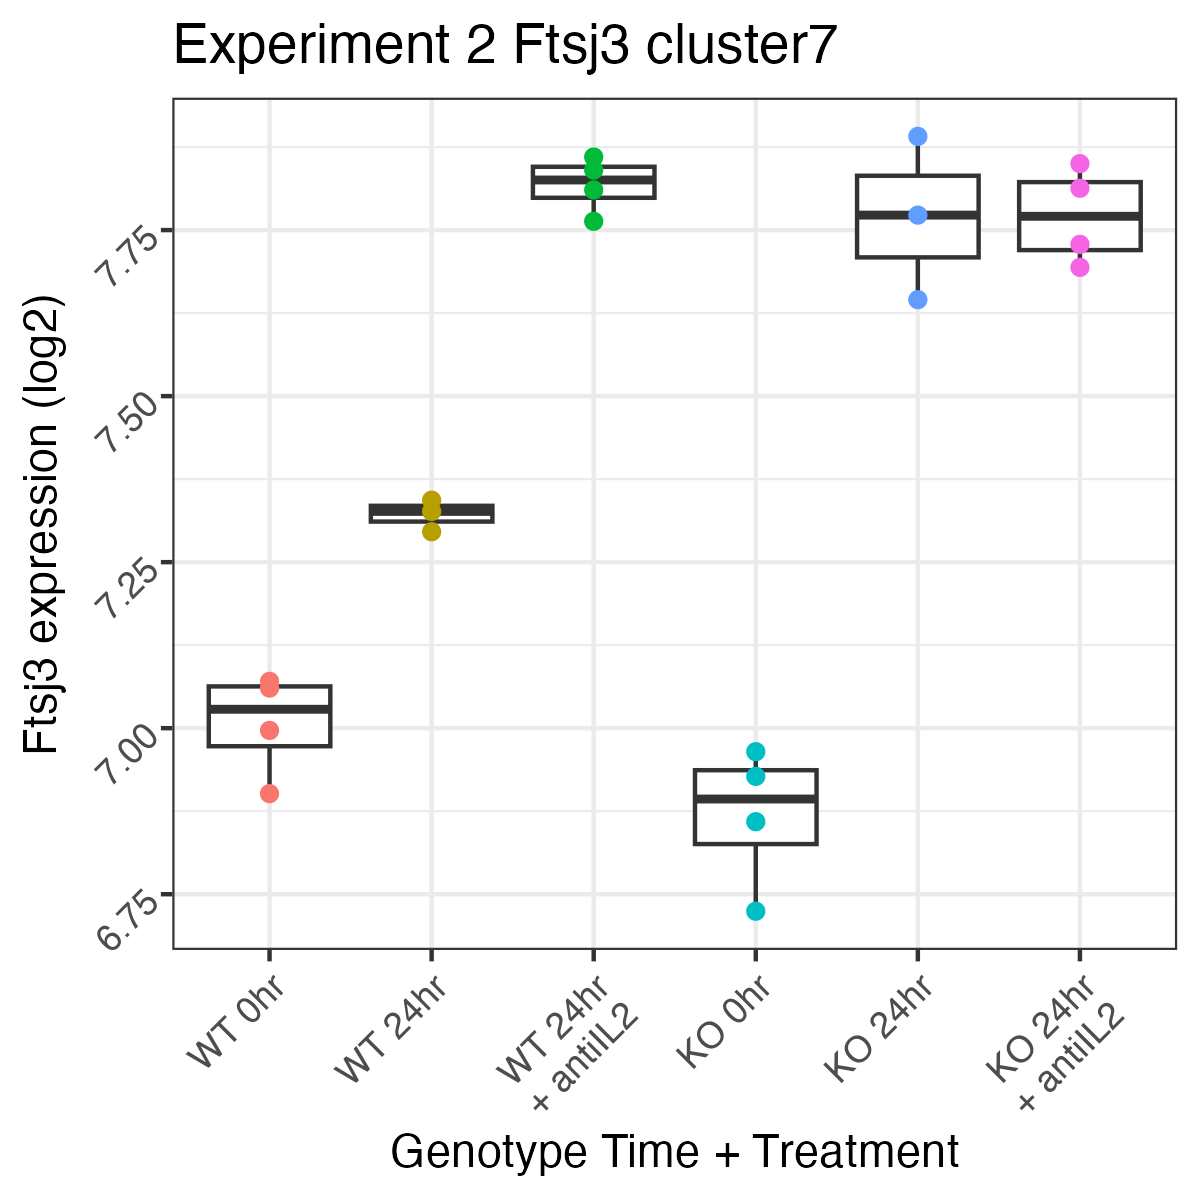 Experiment 2 Ftsj3 cluster7
Ftsj3 expression (log2)
7.75
7.50
7.25
7.00
6.75
WT 0hr
WT 24hr
WT 24hr
+ antiIL2
KO 0hr
KO 24hr
KO 24hr
+ antiIL2
Genotype Time + Treatment